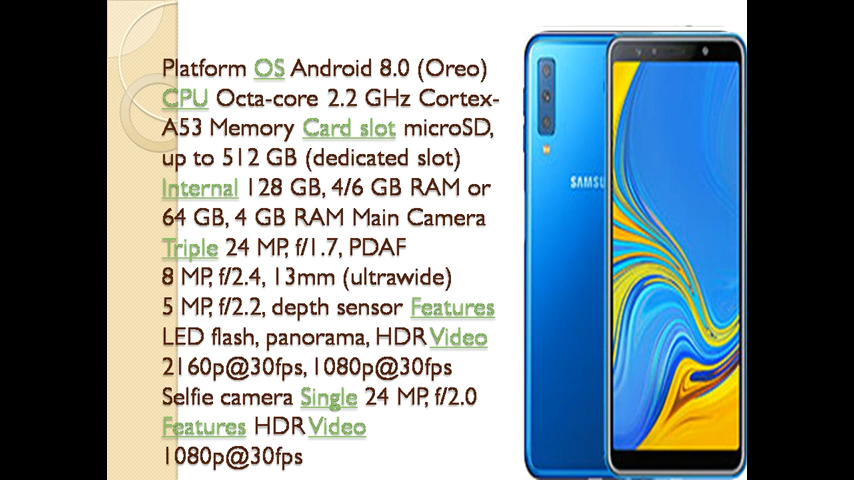 Platform OS Android 8.0 (Oreo)
CPU Octa-core 2.2 GHz Cortex-
A53 Memory Card slot microSD,
up to 512 GB (dedicated slot)
Internal 128 GB, 4/6 GB RAM or
64 GB, 4 GB RAM Main Camera
Triple 24 MP, f/1.7, PDAF
8 MP, f/2.4, 13mm (ultrawide)
5 MP, f/2.2, depth sensor Features
LED flash, panorama, HDR Video
2160p@30fps, 1080p@30fps
Selfie camera Single 24 MP, f/2.0
Features HDR Video
1080p@30fps
SAMSU